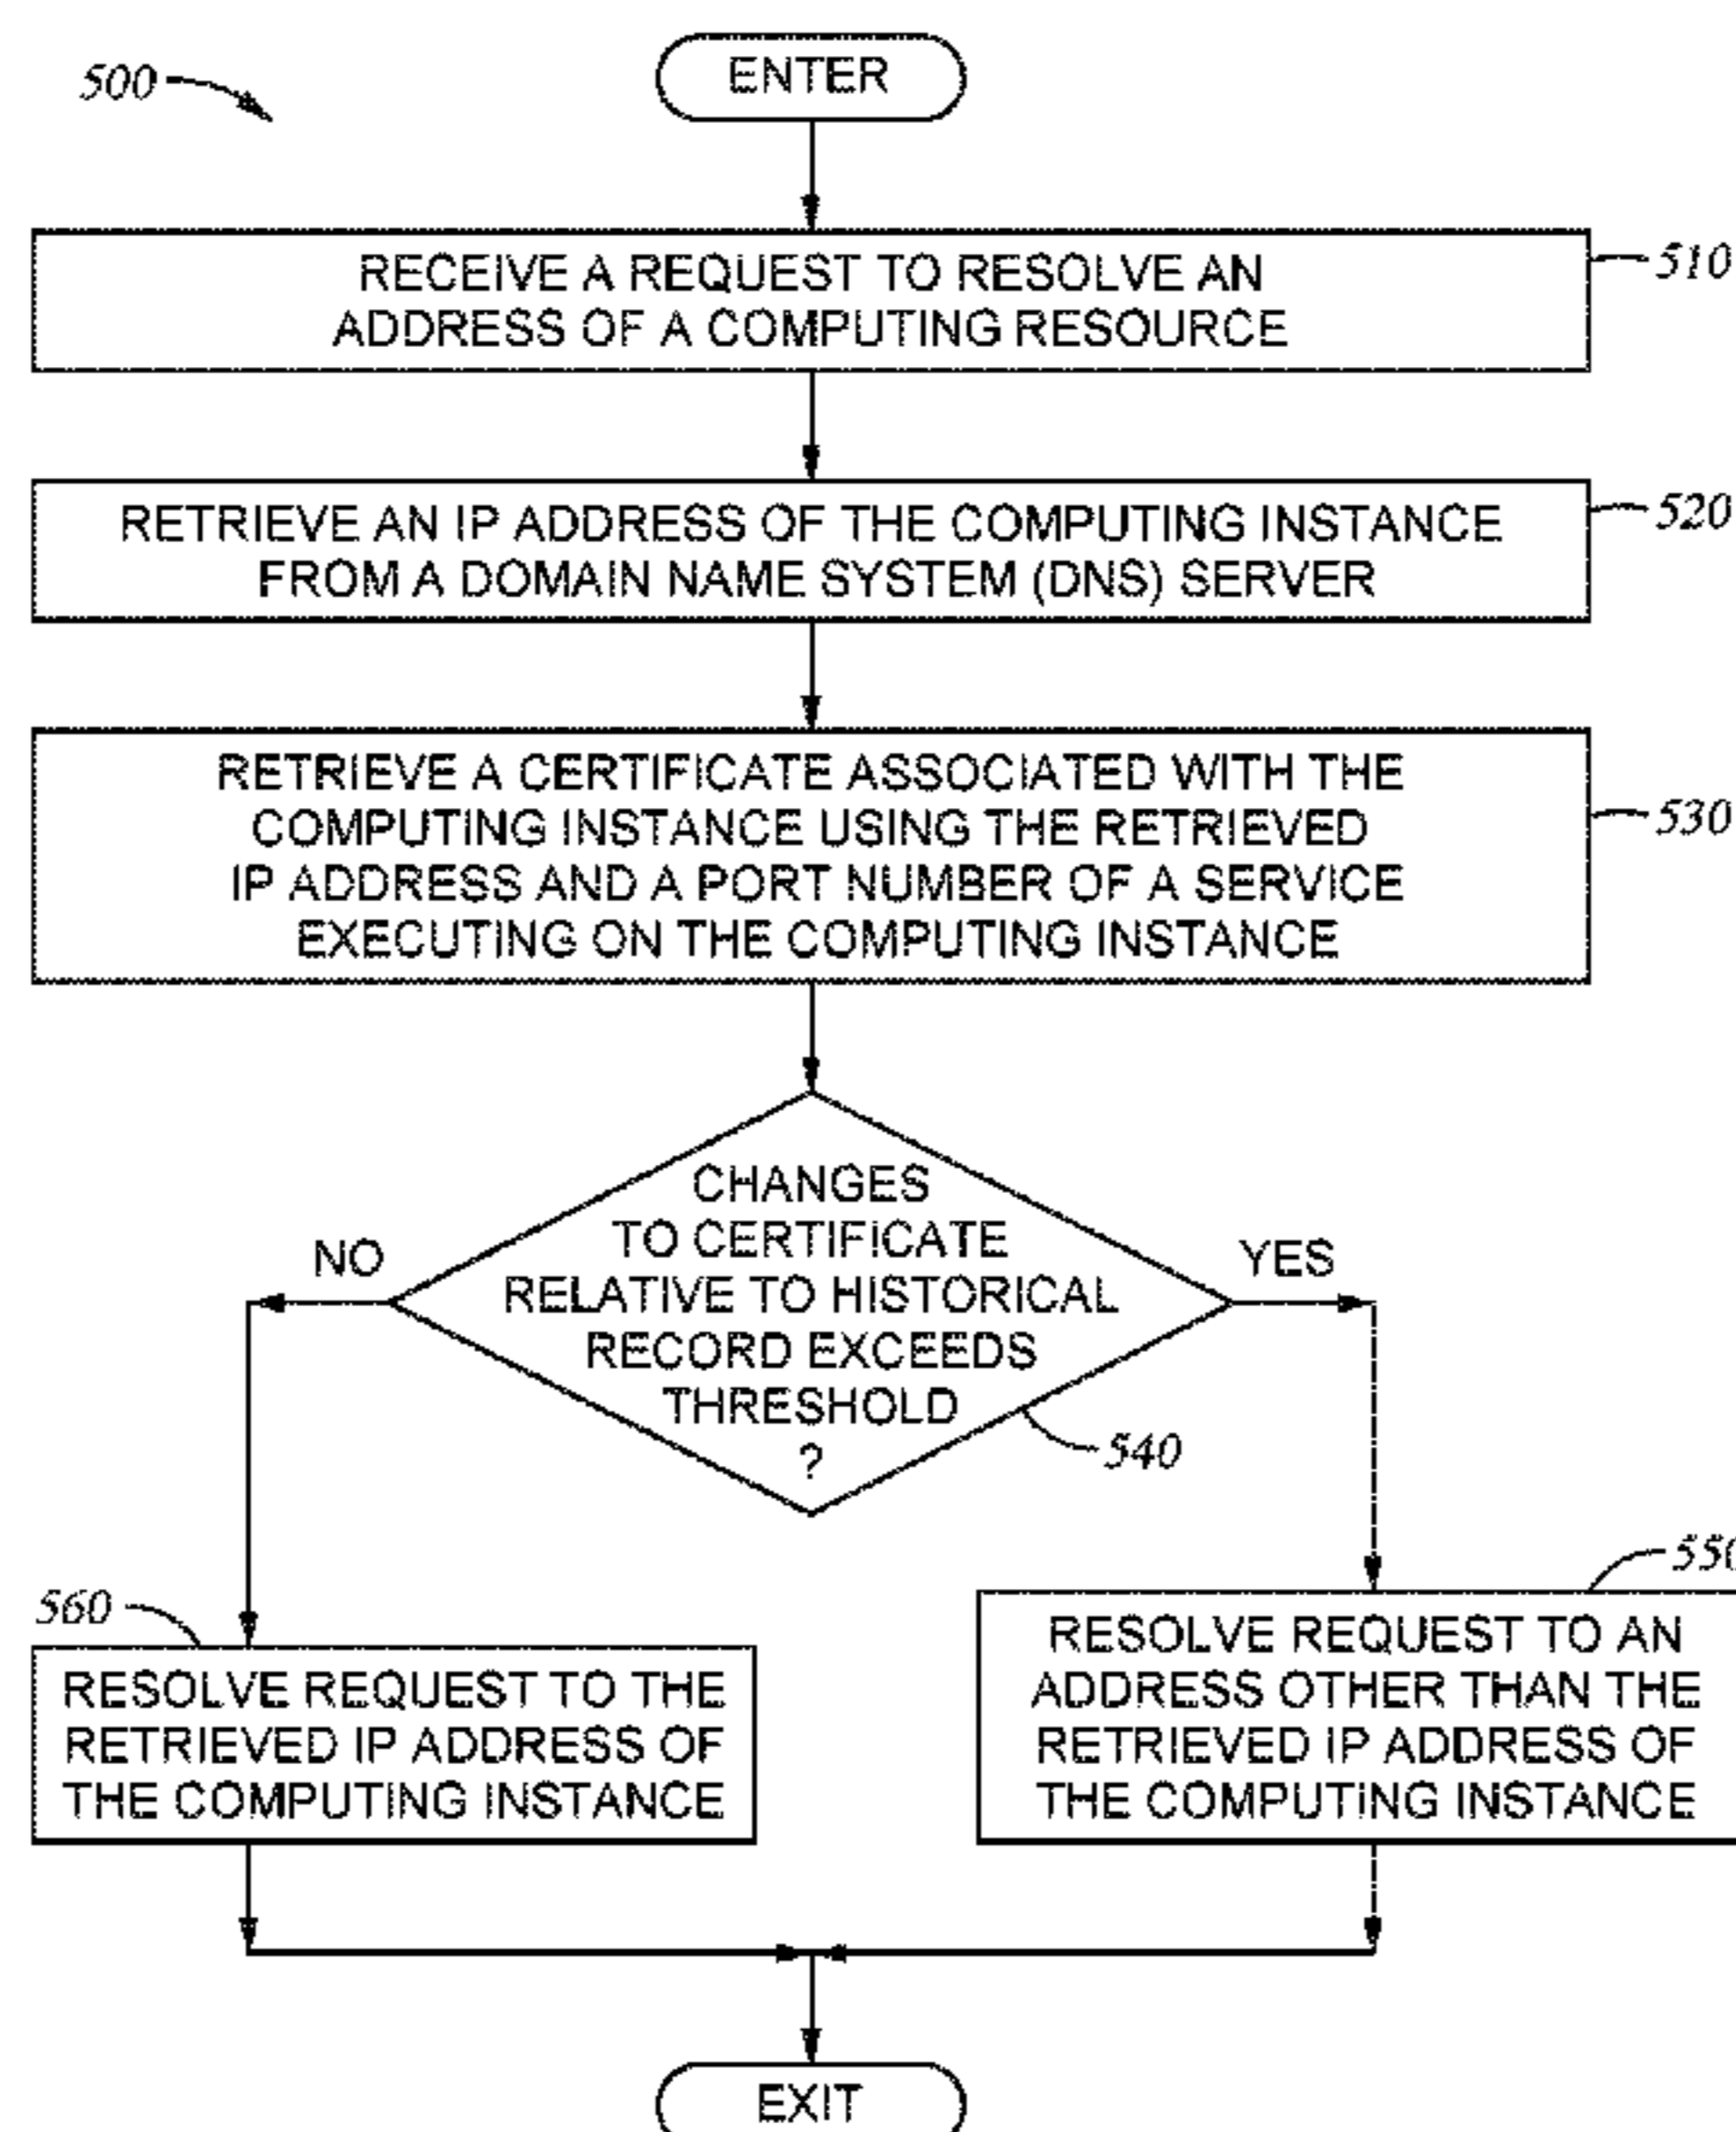 500
ENTER
RECEIVE A REQUEST TO RESOLVE AN
ADDRESS OF A COMPUTING RESOURCE
510
RETRIEVE AN IP ADDRESS OF THE COMPUTING INSTANCE
FROM A DOMAIN NAME SYSTEM (DNS) SERVER
520
RETRIEVE A CERTIFICATE ASSOCIATED WITH THE
COMPUTING INSTANCE USING THE RETRIEVED
IP ADDRESS AND A PORT NUMBER OF A SERVICE
EXECUTING ON THE COMPUTING INSTANCE
530
CHANGES
TO CERTIFICATE
RELATIVE TO HISTORICAL
RECORD EXCEEDS
THRESHOLD
?
NO
YES
540
560
RESOLVE REQUEST TO THE
RETRIEVED IP ADDRESS OF
THE COMPUTING INSTANCE
550
RESOLVE REQUEST TO AN
ADDRESS OTHER THAN THE
RETRIEVED IP ADDRESS OF
THE COMPUTING INSTANCE
EXIT